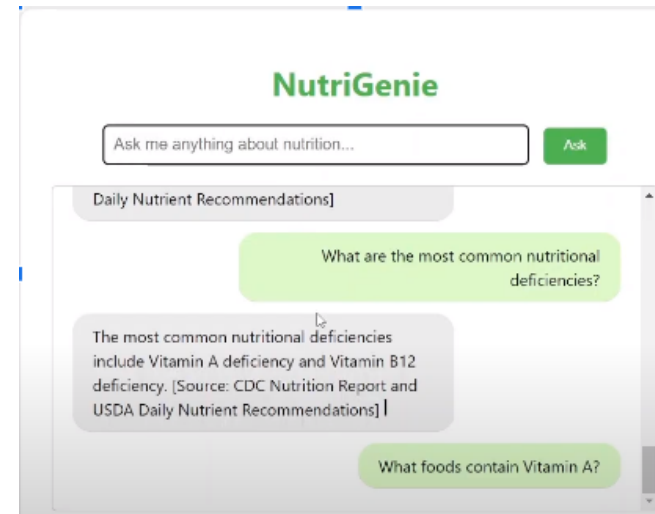 NutriGenie
Ask me anything about nutrition...
Ask
Daily Nutrient Recommendations]
What are the most common nutritional
deficiencies?
The most common nutritional deficiencies
include Vitamin A deficiency and Vitamin B12
deficiency. [Source: CDC Nutrition Report and
USDA Daily Nutrient Recommendations]
What foods contain Vitamin A?